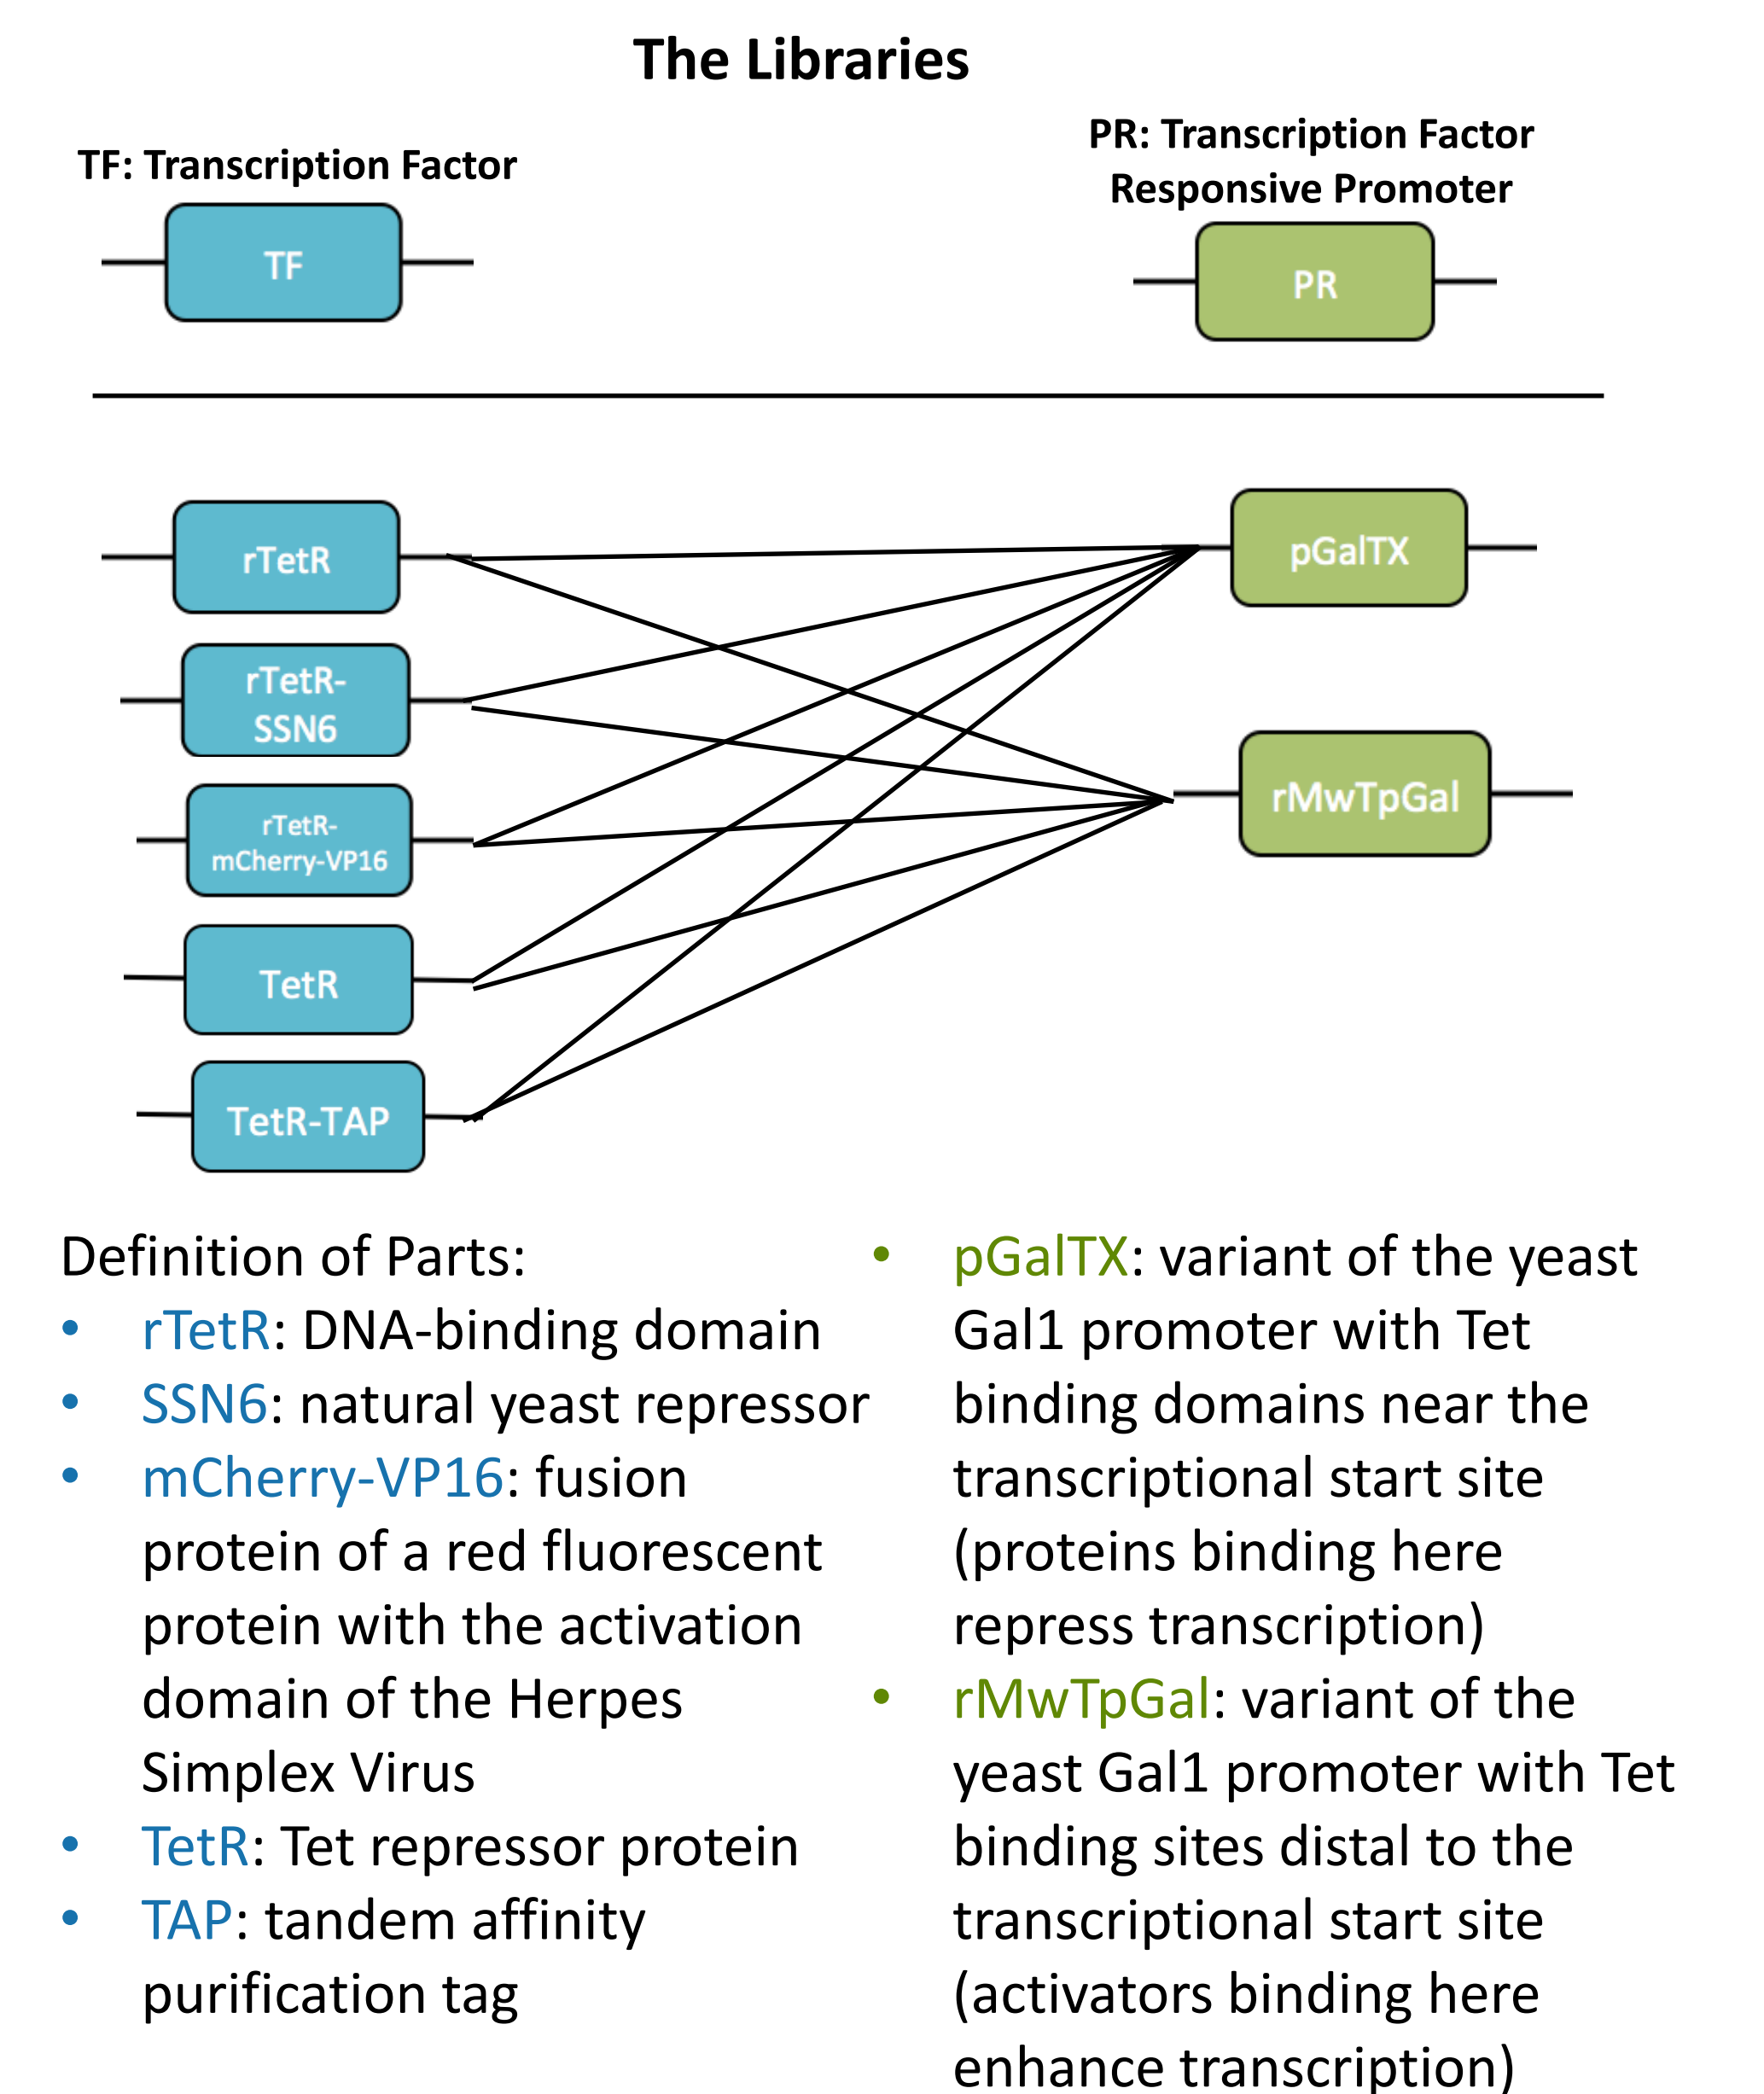 The Libraries
TF: Transcription Factor
PR: Transcription Factor
Responsive Promoter
TF
PR
rTetR
rTetR-
SSN6
rTetR-
mCherry-VP16
TetR
TetR-TAP
pGalTX
rMwTpGal
Definition of Parts:
• rTetR: DNA-binding domain
• SSN6: natural yeast repressor
• mCherry-VP16: fusion
protein of a red fluorescent
protein with the activation
domain of the Herpes
Simplex Virus
• TetR: Tet repressor protein
• TAP: tandem affinity
purification tag
• pGalTX: variant of the yeast
Gal1 promoter with Tet
binding domains near the
transcriptional start site
(proteins binding here
repress transcription)
• rMwTpGal: variant of the
yeast Gal1 promoter with Tet
binding sites distal to the
transcriptional start site
(activators binding here
enhance transcription)